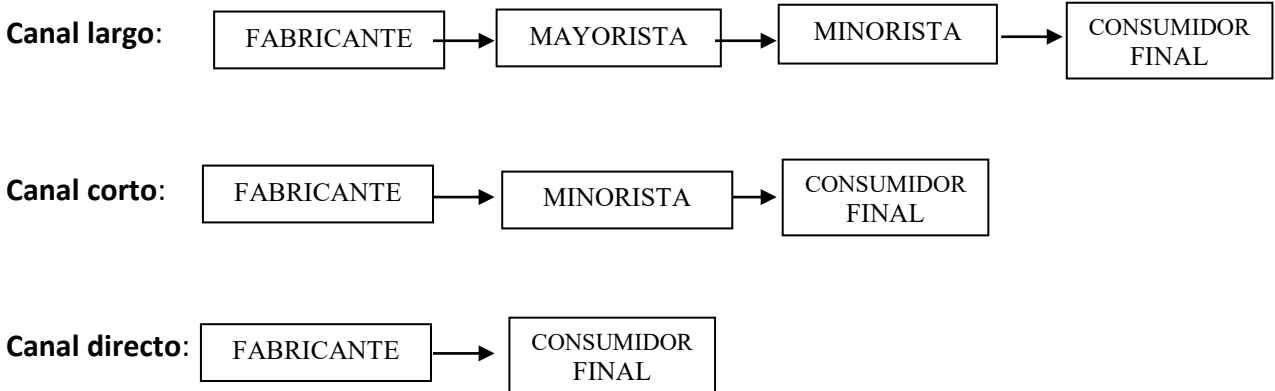 Canal largo: FABRICANTE MAYORISTA MINORISTA CONSUMIDOR
FINAL
Canal corto: FABRICANTE MINORISTA CONSUMIDOR
FINAL
Canal directo: FABRICANTE CONSUMIDOR
FINAL